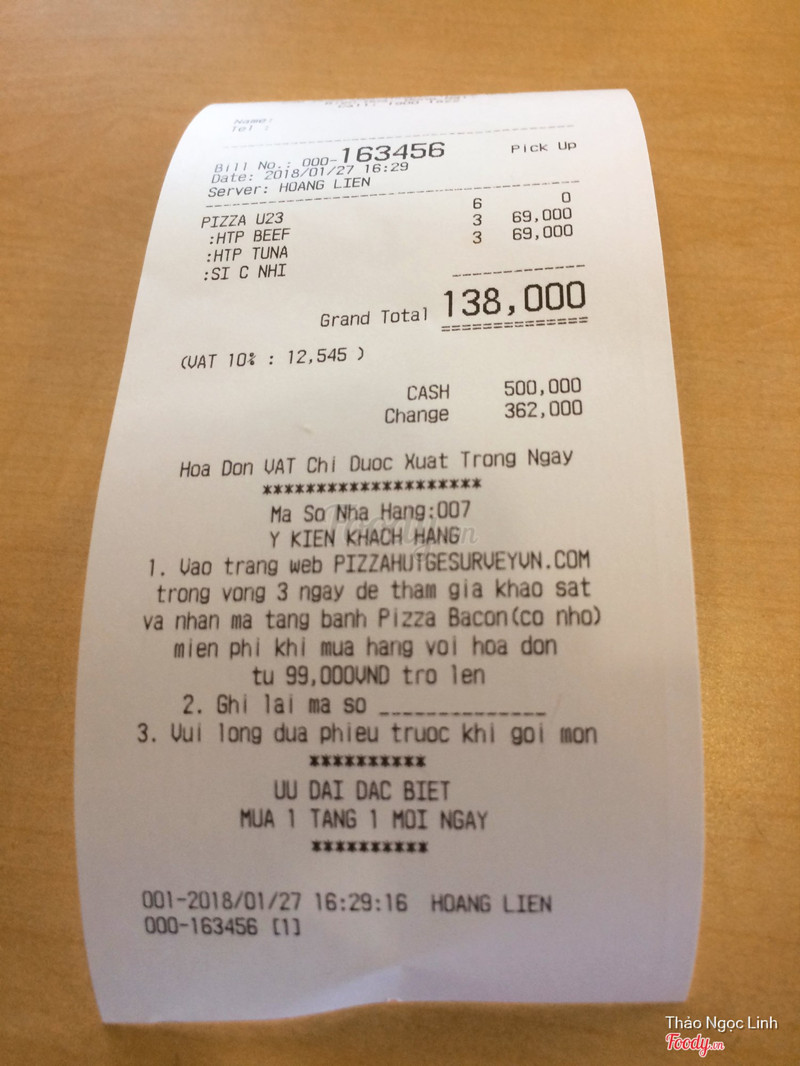 Call: 1900 1822
Name:
Tel :
Bill No.: 000-163456 Pick Up
Date: 2018/01/27 16:29
Server: HOANG LIEN
PIZZA U23 6 0
:HTP BEEF 3 69,000
:HTP TUNA 3 69,000
:SI C NHI
Grand Total 138,000
(VAT 10% : 12,545 )
CASH 500,000
Change 362,000
Hoa Don VAT Chi Duoc Xuat Trong Ngay
*********************
Ma So Nha Hang:007
Y KIEN KHACH HANG
1. Vao trang web PIZZAHUTGESURVEYVN.COM
trong vong 3 ngay de tham gia khao sat
va nhan ma tang banh Pizza Bacon(co nho)
mien phi khi mua hang voi hoa don
tu 99,000VND tro len
2. Ghi lai ma so ______________
3. Vui long dua phieu truoc khi goi mon
**********
UU DAI DAC BIET
MUA 1 TANG 1 MOI NGAY
**********
001-2018/01/27 16:29:16 HOANG LIEN
000-163456 [1]
Foody.vn
Thảo Ngọc Linh
Foody.vn